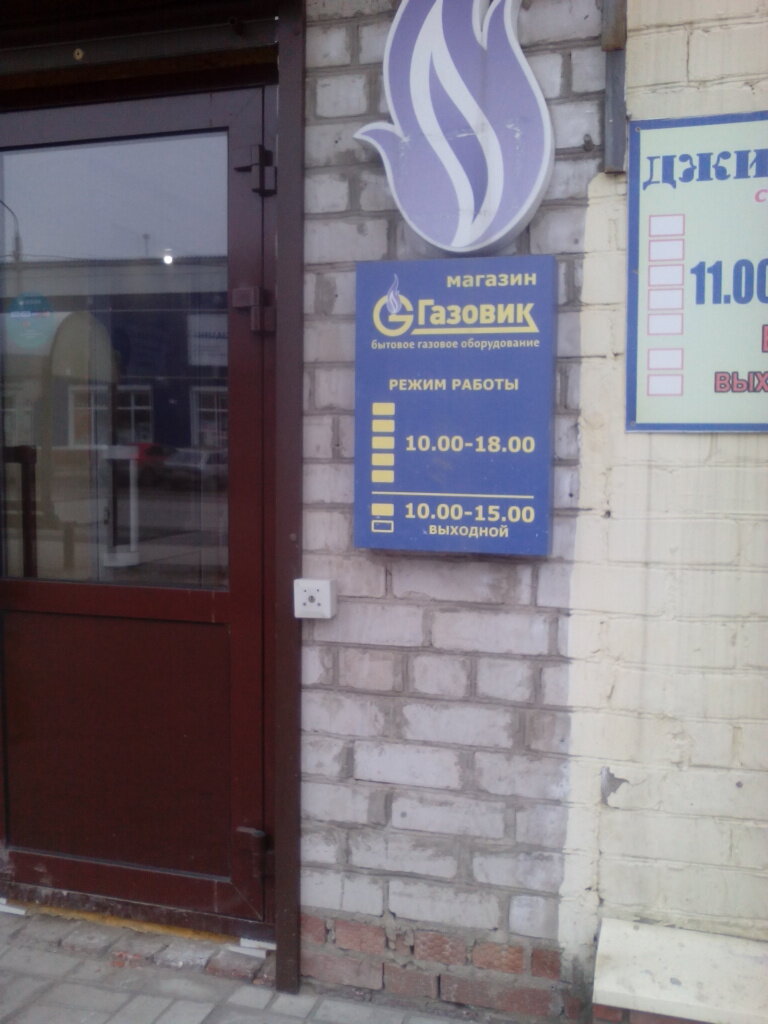 магазин
Газовик
бытовое газовое оборудование
РЕЖИМ РАБОТЫ
10.00-18.00
10.00-15.00
выходной
ДЖИ
с
11.00
ВЫХ